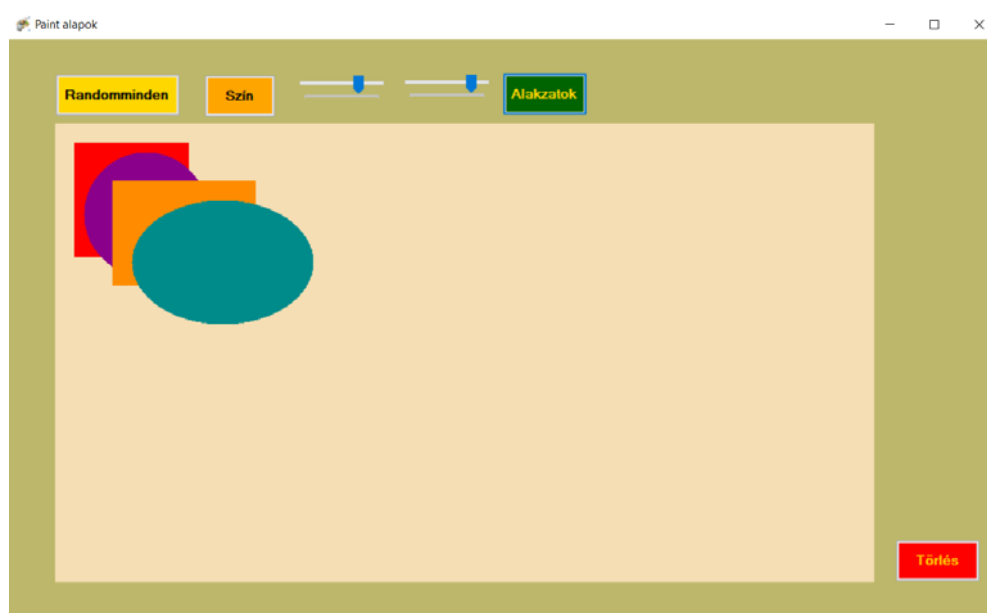 Paint alapok
Randomminden
Szín
Alakzatok
Törlés